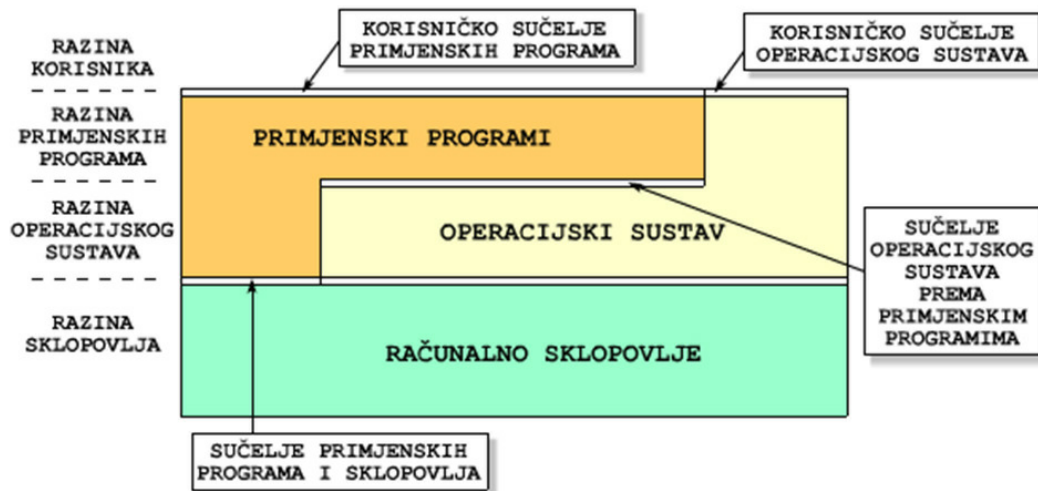 KORISNIČKO SUČELJE
PRIMJENSKIH PROGRAMA
KORISNIČKO SUČELJE
OPERACIJSKOG SUSTAVA
RAZINA
KORISNIKA
RAZINA
PRIMJENSKIH
PROGRAMA
PRIMJENSKI PROGRAMI
RAZINA
OPERACIJSKOG
SUSTAVA
OPERACIJSKI SUSTAV
SUČELJE
OPERACIJSKOG
SUSTAVA
PREMA
PRIMJENSKIM
PROGRAMIMA
RAZINA
SKLOPOVLJA
RAČUNALNO SKLOPOVLJE
SUČELJE PRIMJENSKIH
PROGRAMA I SKLOPOVLJA